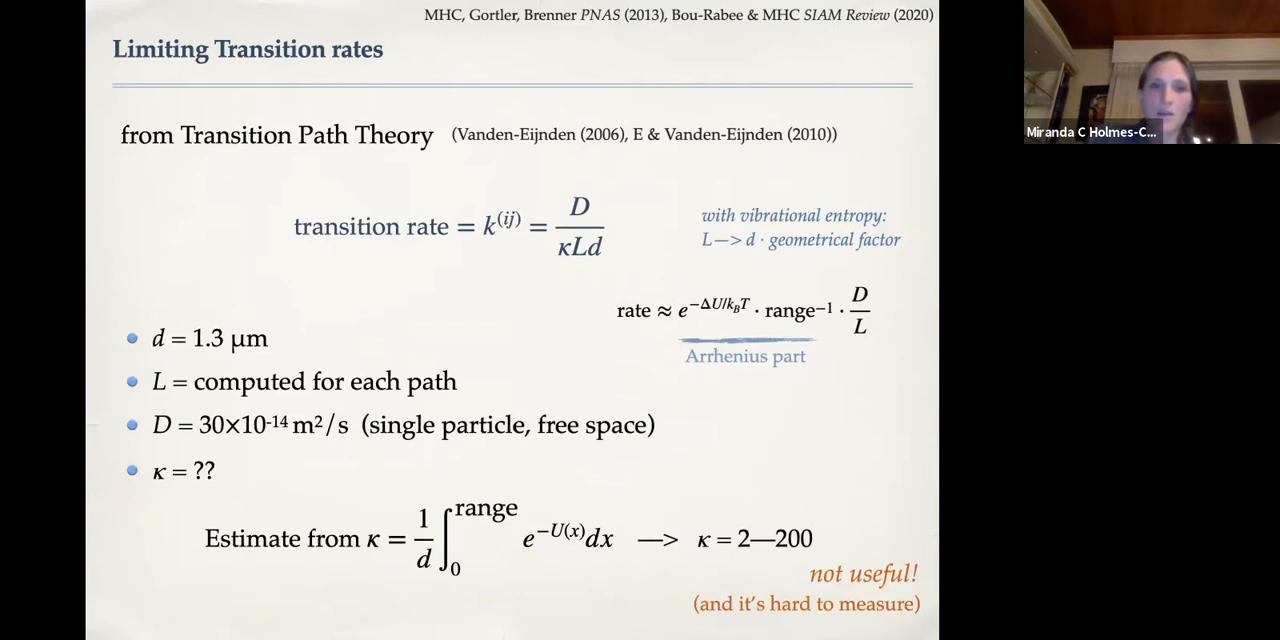 MHC, Gortler, Brenner PNAS (2013), Bou-Rabee & MHC SIAM Review (2020)
Limiting Transition rates
from Transition Path Theory (Vanden-Eijnden (2006), E & Vanden-Eijnden (2010))
transition rate = k^(ij) = D / κLd
with vibrational entropy:
L—> d · geometrical factor
rate ≈ e^−ΔU/k_BT · range^−1 · D / L
Arrhenius part
• d = 1.3 µm
• L = computed for each path
• D = 30×10^-14 m^2/s (single particle, free space)
• κ = ??
Estimate from κ = 1/d ∫_0^range e^−U(x) dx —> κ = 2—200
not useful!
(and it's hard to measure)
Miranda C Holmes-C...